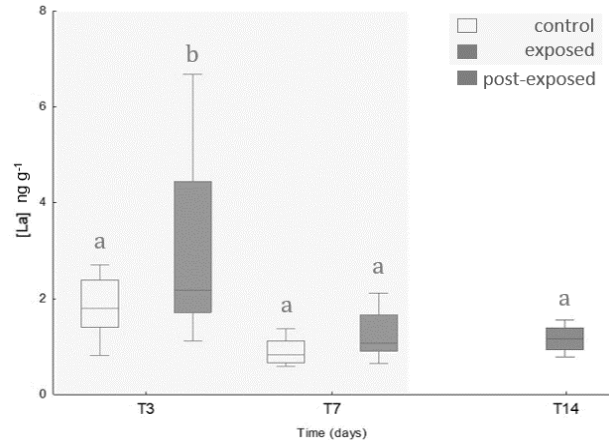 8
6
4
2
0
[La] ng g⁻¹
a
b
a
a
a
control
exposed
post-exposed
T3
T7
T14
Time (days)